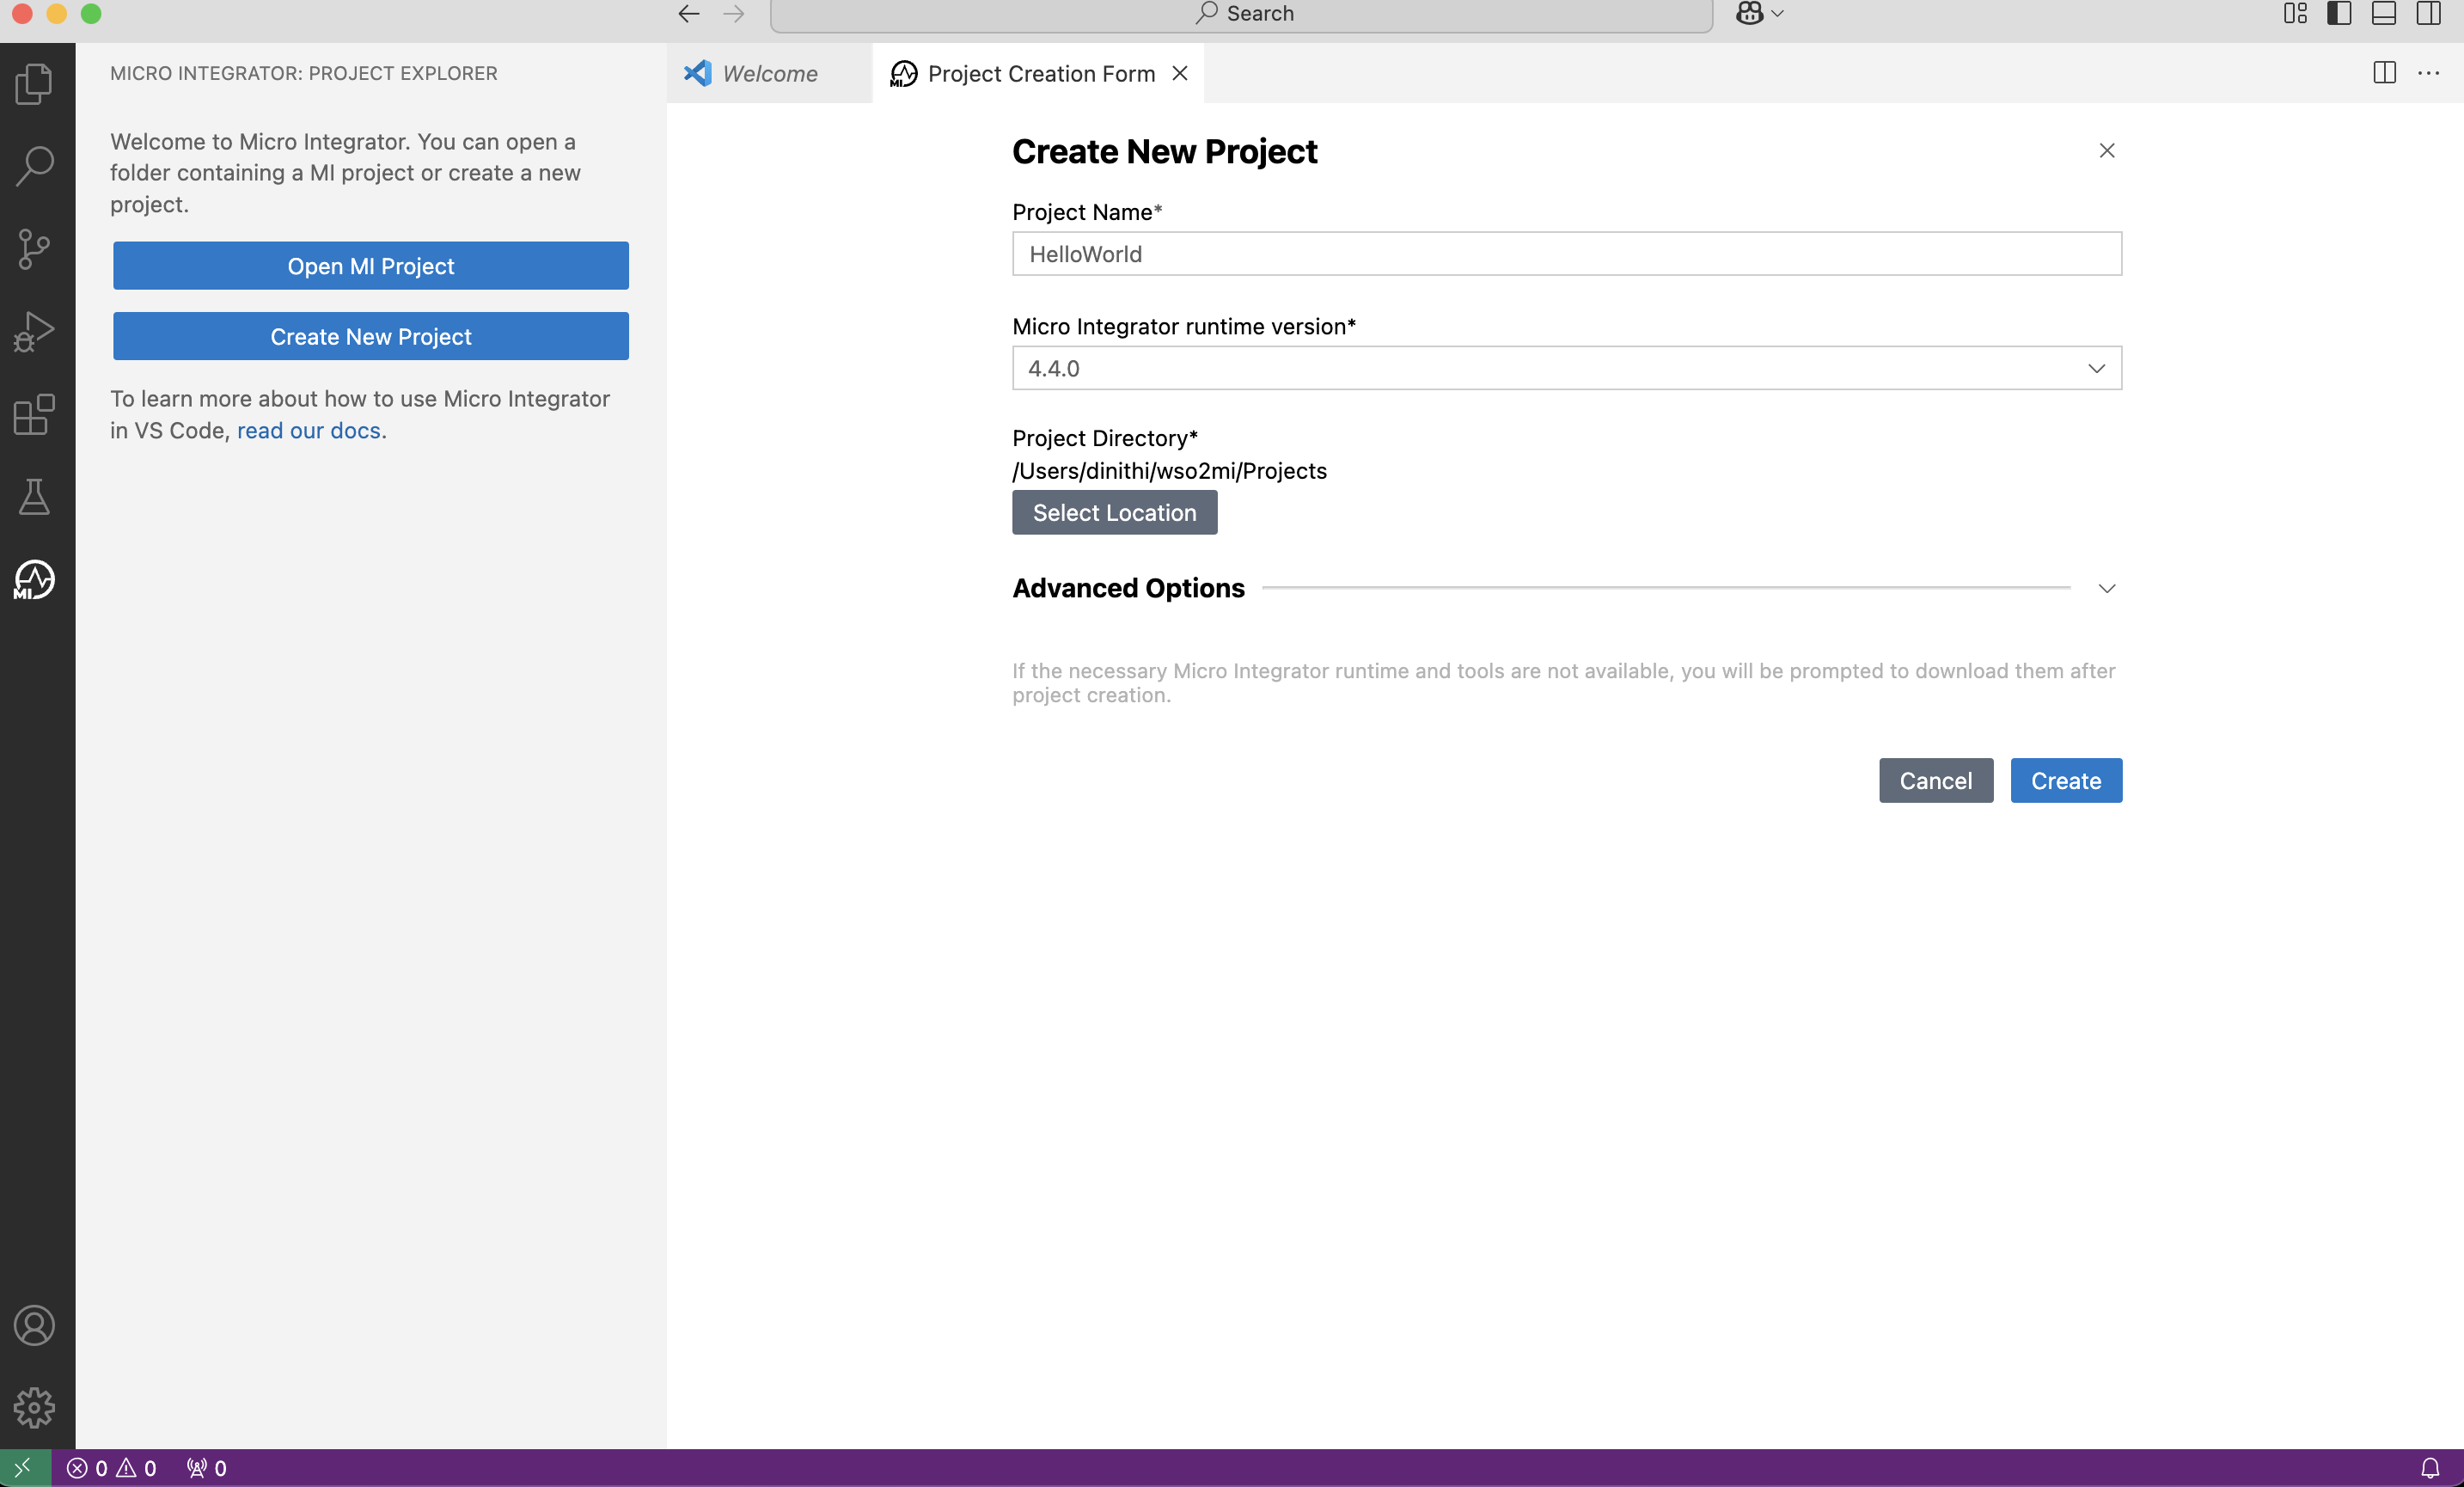 Search
MICRO INTEGRATOR: PROJECT EXPLORER
Welcome to Micro Integrator. You can open a
folder containing a MI project or create a new
project.
Open MI Project
Create New Project
To learn more about how to use Micro Integrator
in VS Code, read our docs.
MI
Welcome
MI Project Creation Form
Create New Project
Project Name*
HelloWorld
Micro Integrator runtime version*
4.4.0
Project Directory*
/Users/dinithi/wso2mi/Projects
Select Location
Advanced Options
If the necessary Micro Integrator runtime and tools are not available, you will be prompted to download them after
project creation.
Cancel
Create
0 0 0